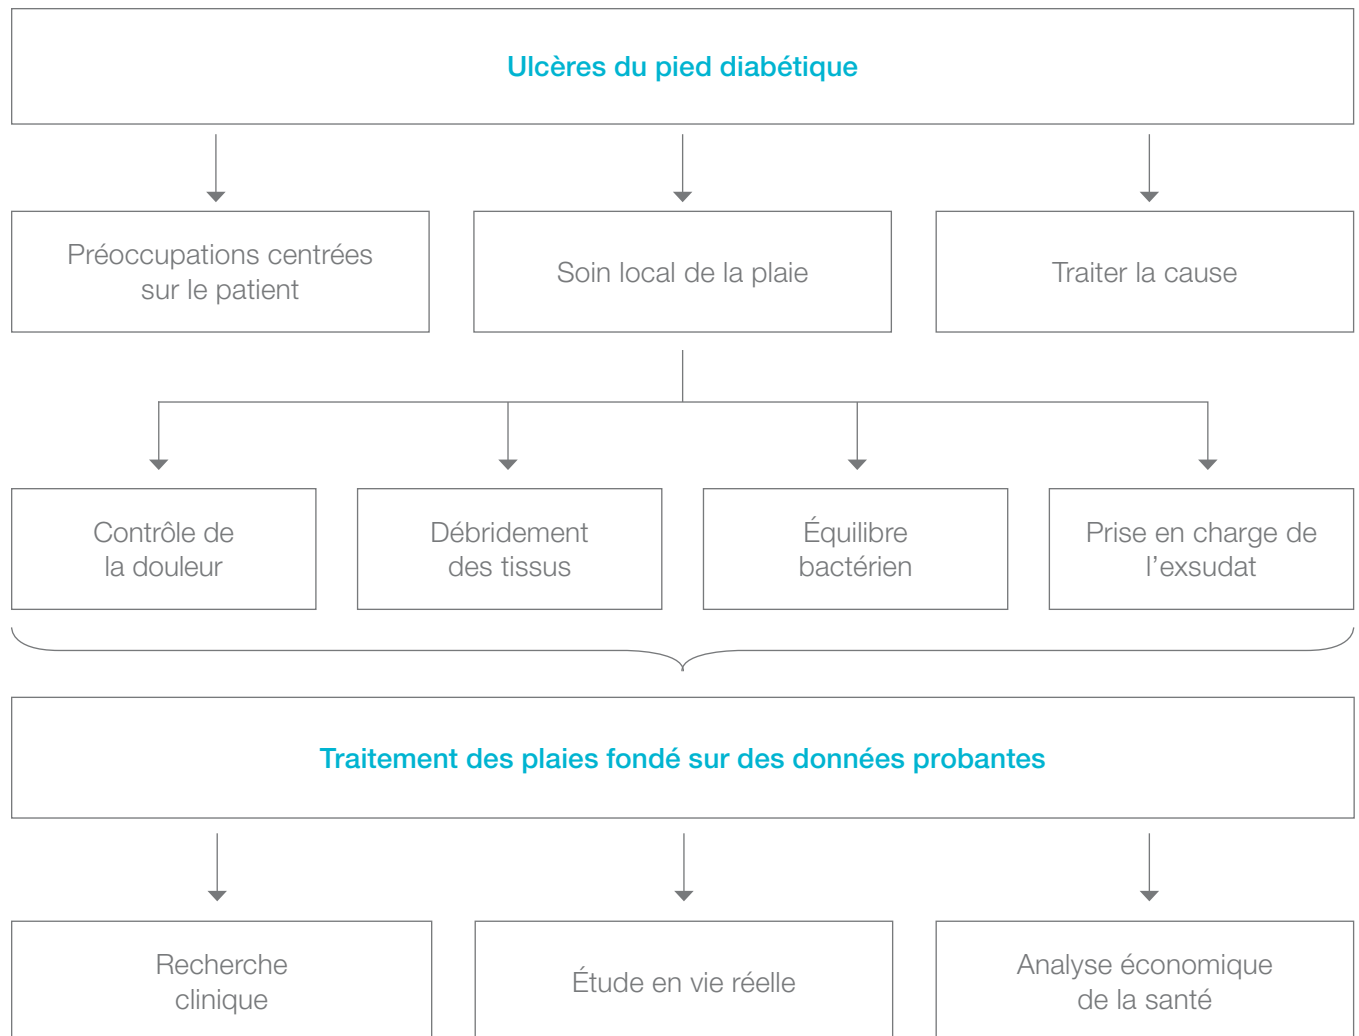 Ulcères du pied diabétique
Préoccupations centrées
sur le patient
Soin local de la plaie
Traiter la cause
Contrôle de
la douleur
Débridement
des tissus
Équilibre
bactérien
Prise en charge de
l’exsudat
Traitement des plaies fondé sur des données probantes
Recherche
clinique
Étude en vie réelle
Analyse économique
de la santé